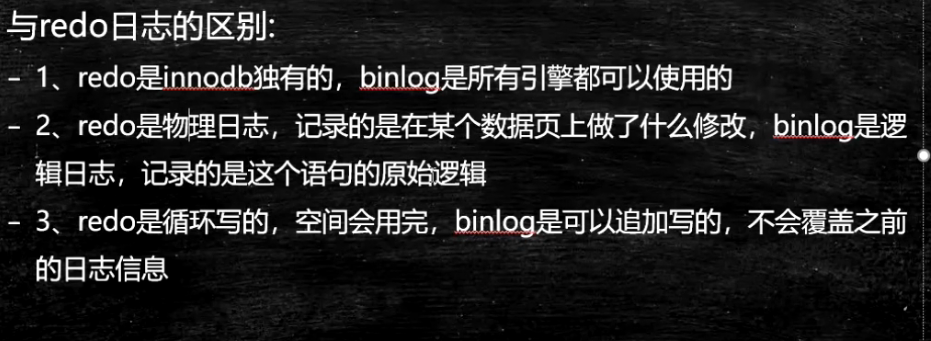 与redo日志的区别:
– 1、redo是innodb独有的，binlog是所有引擎都可以使用的
– 2、redo是物理日志，记录的是在某个数据页上做了什么修改，binlog是逻
辑日志，记录的是这个语句的原始逻辑
– 3、redo是循环写的，空间会用完，binlog是可以追加写的，不会覆盖之前
的日志信息